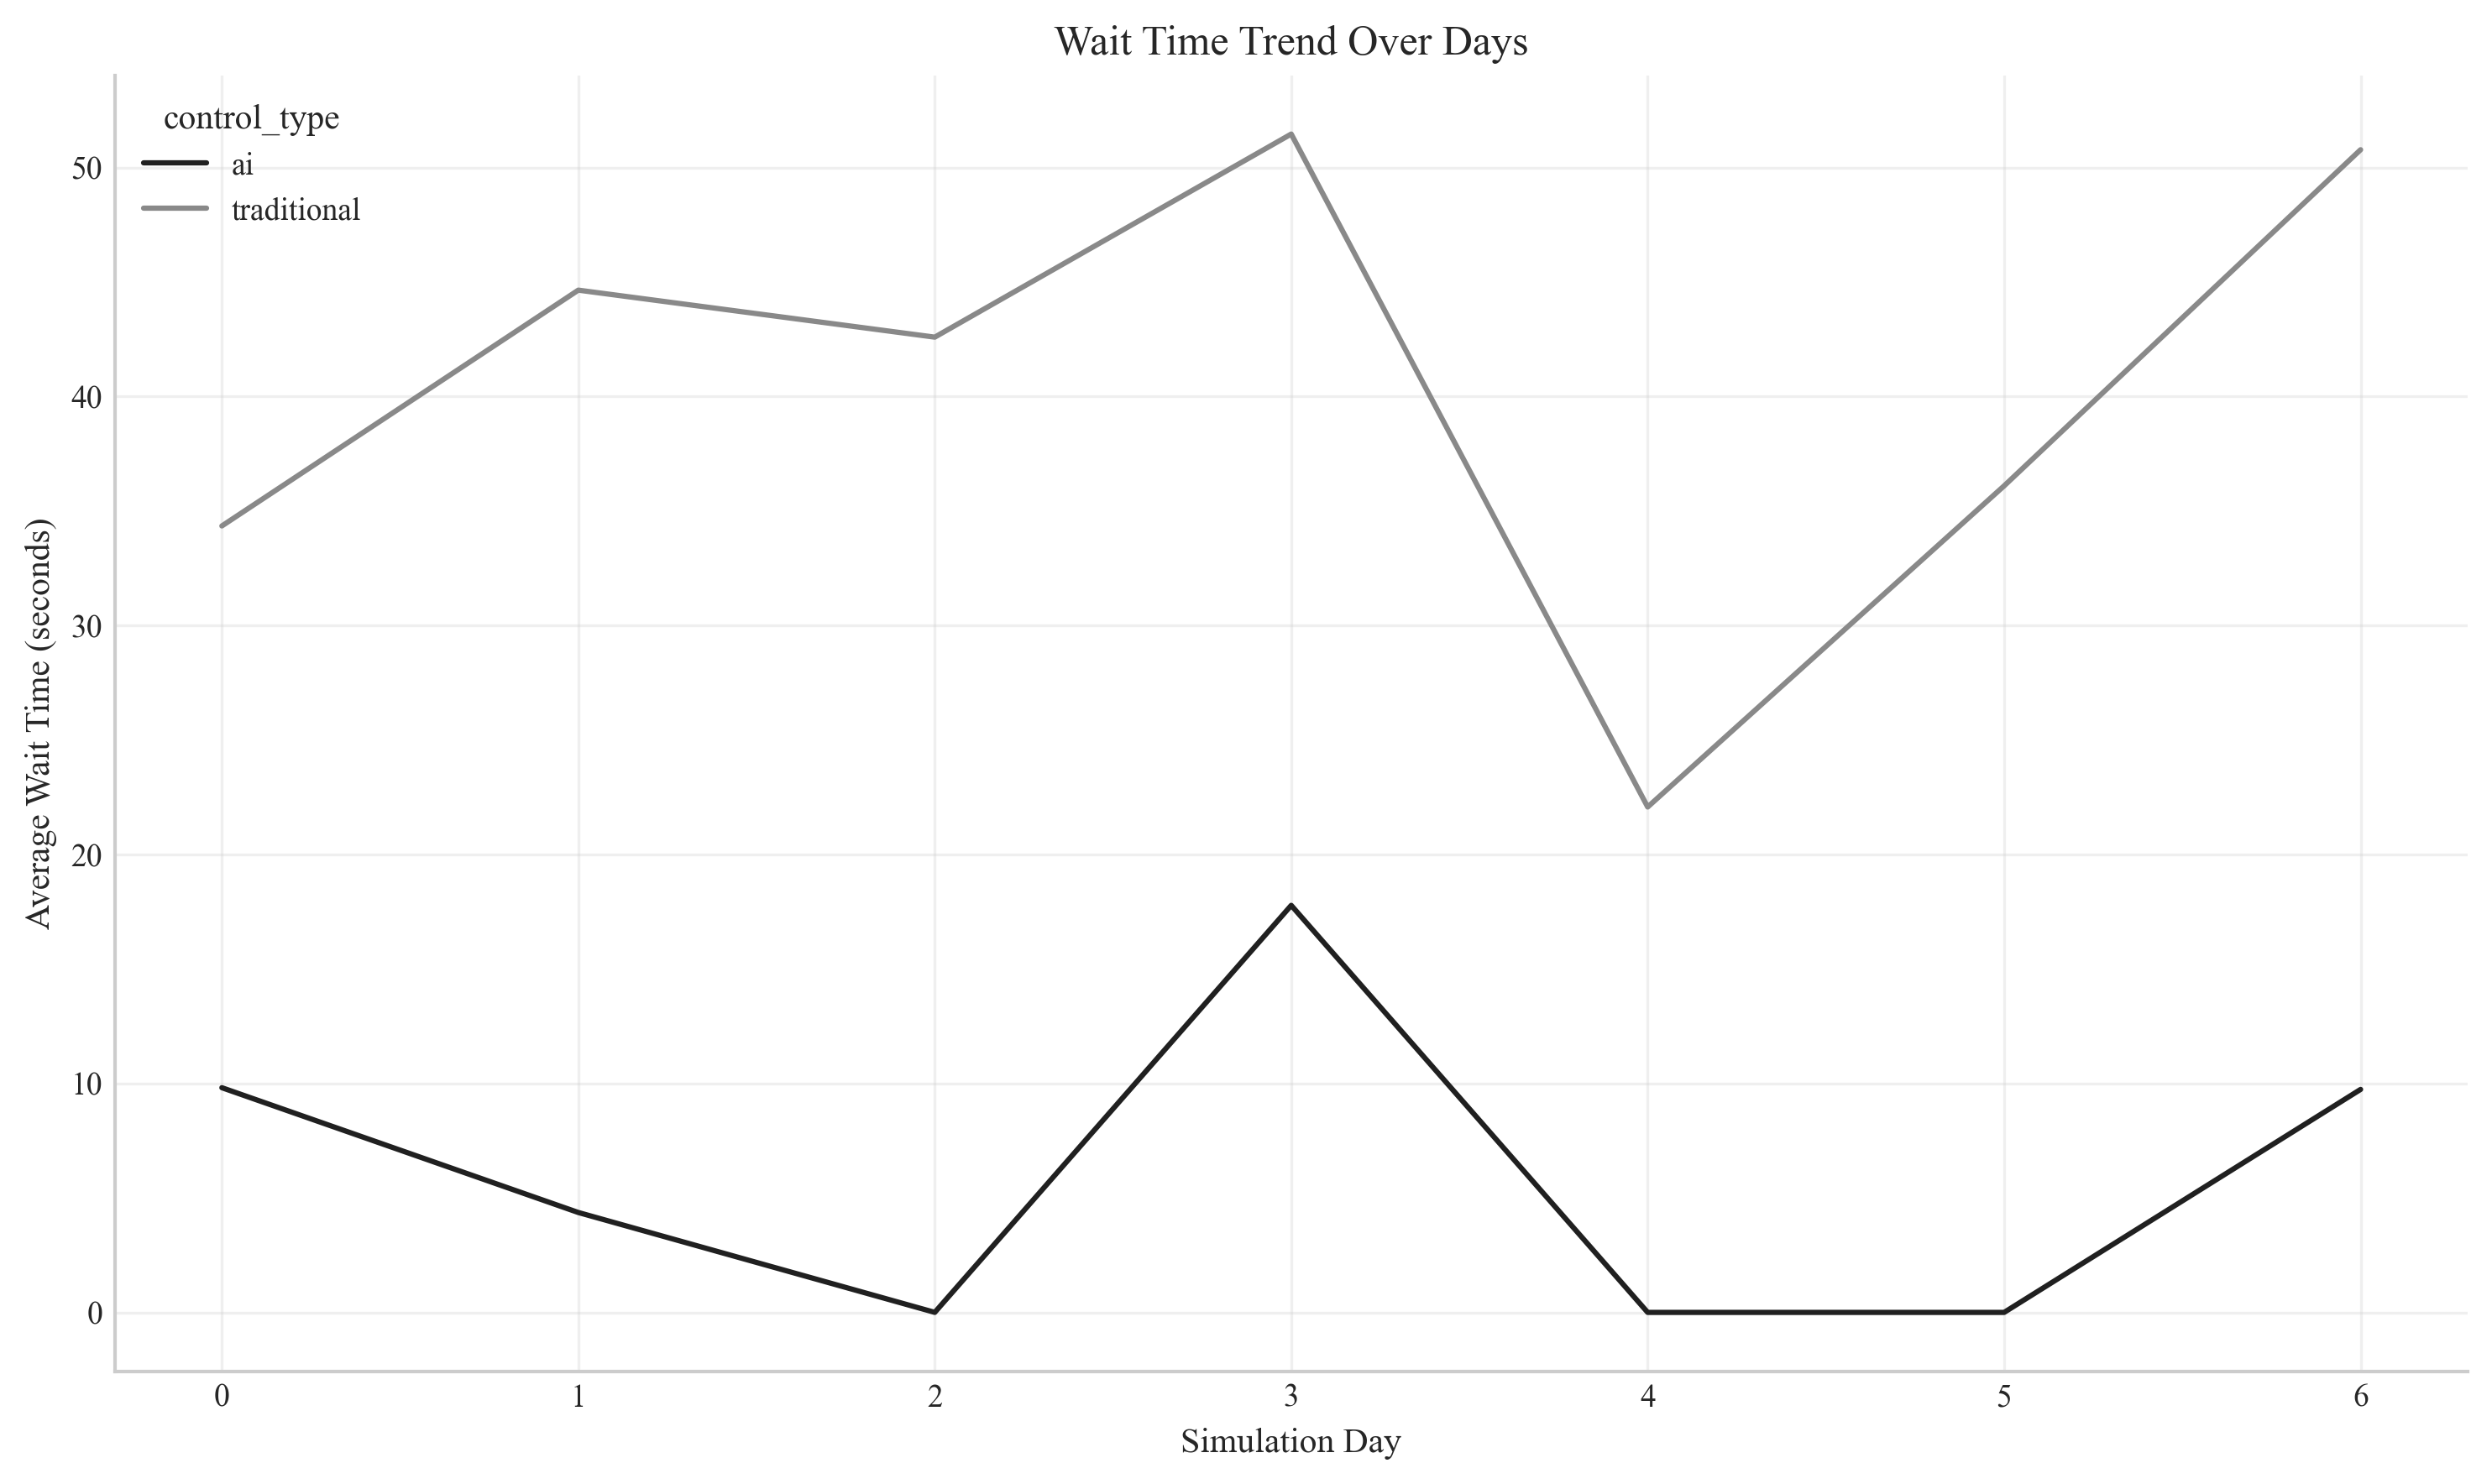 Wait Time Trend Over Days
control_type
ai
traditional
50
40
30
20
10
0
Average Wait Time (seconds)
0 1 2 3 4 5 6
Simulation Day